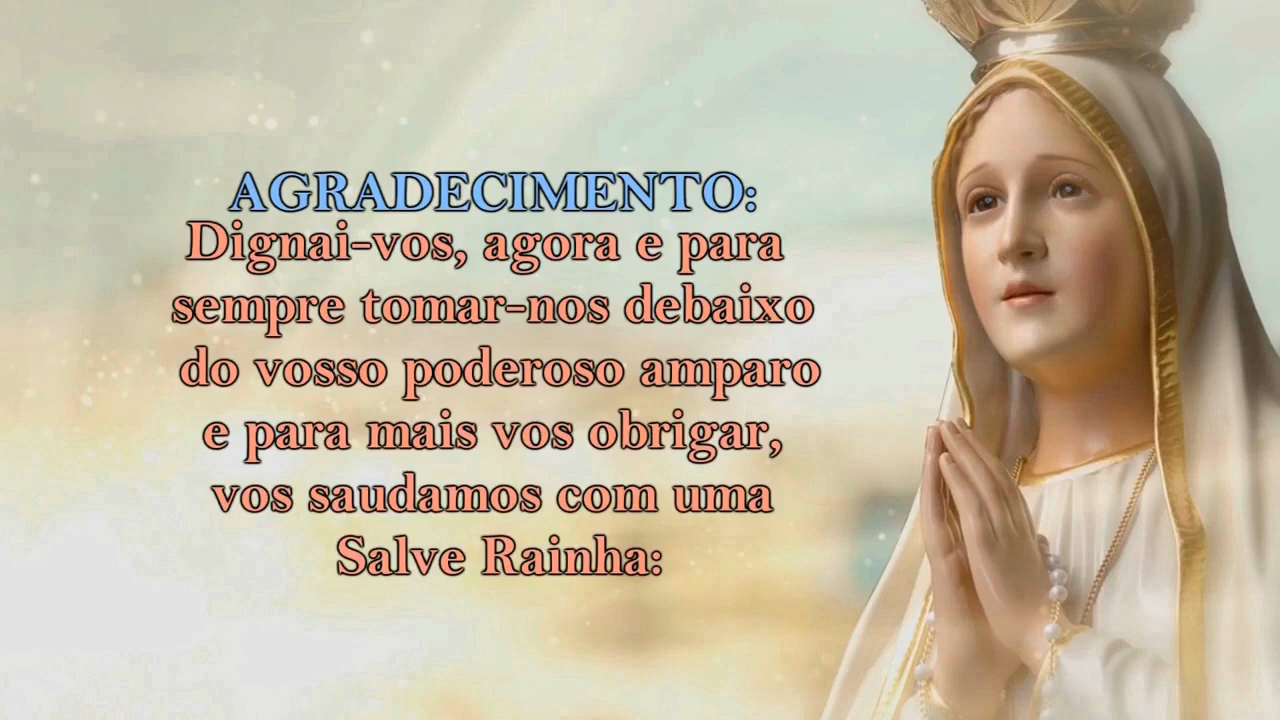 AGRADECIMENTO:
Dignai-vos, agora e para
sempre tomar-nos debaixo
do vosso poderoso amparo
e para mais vos obrigar,
vos saudamos com uma
Salve Rainha: